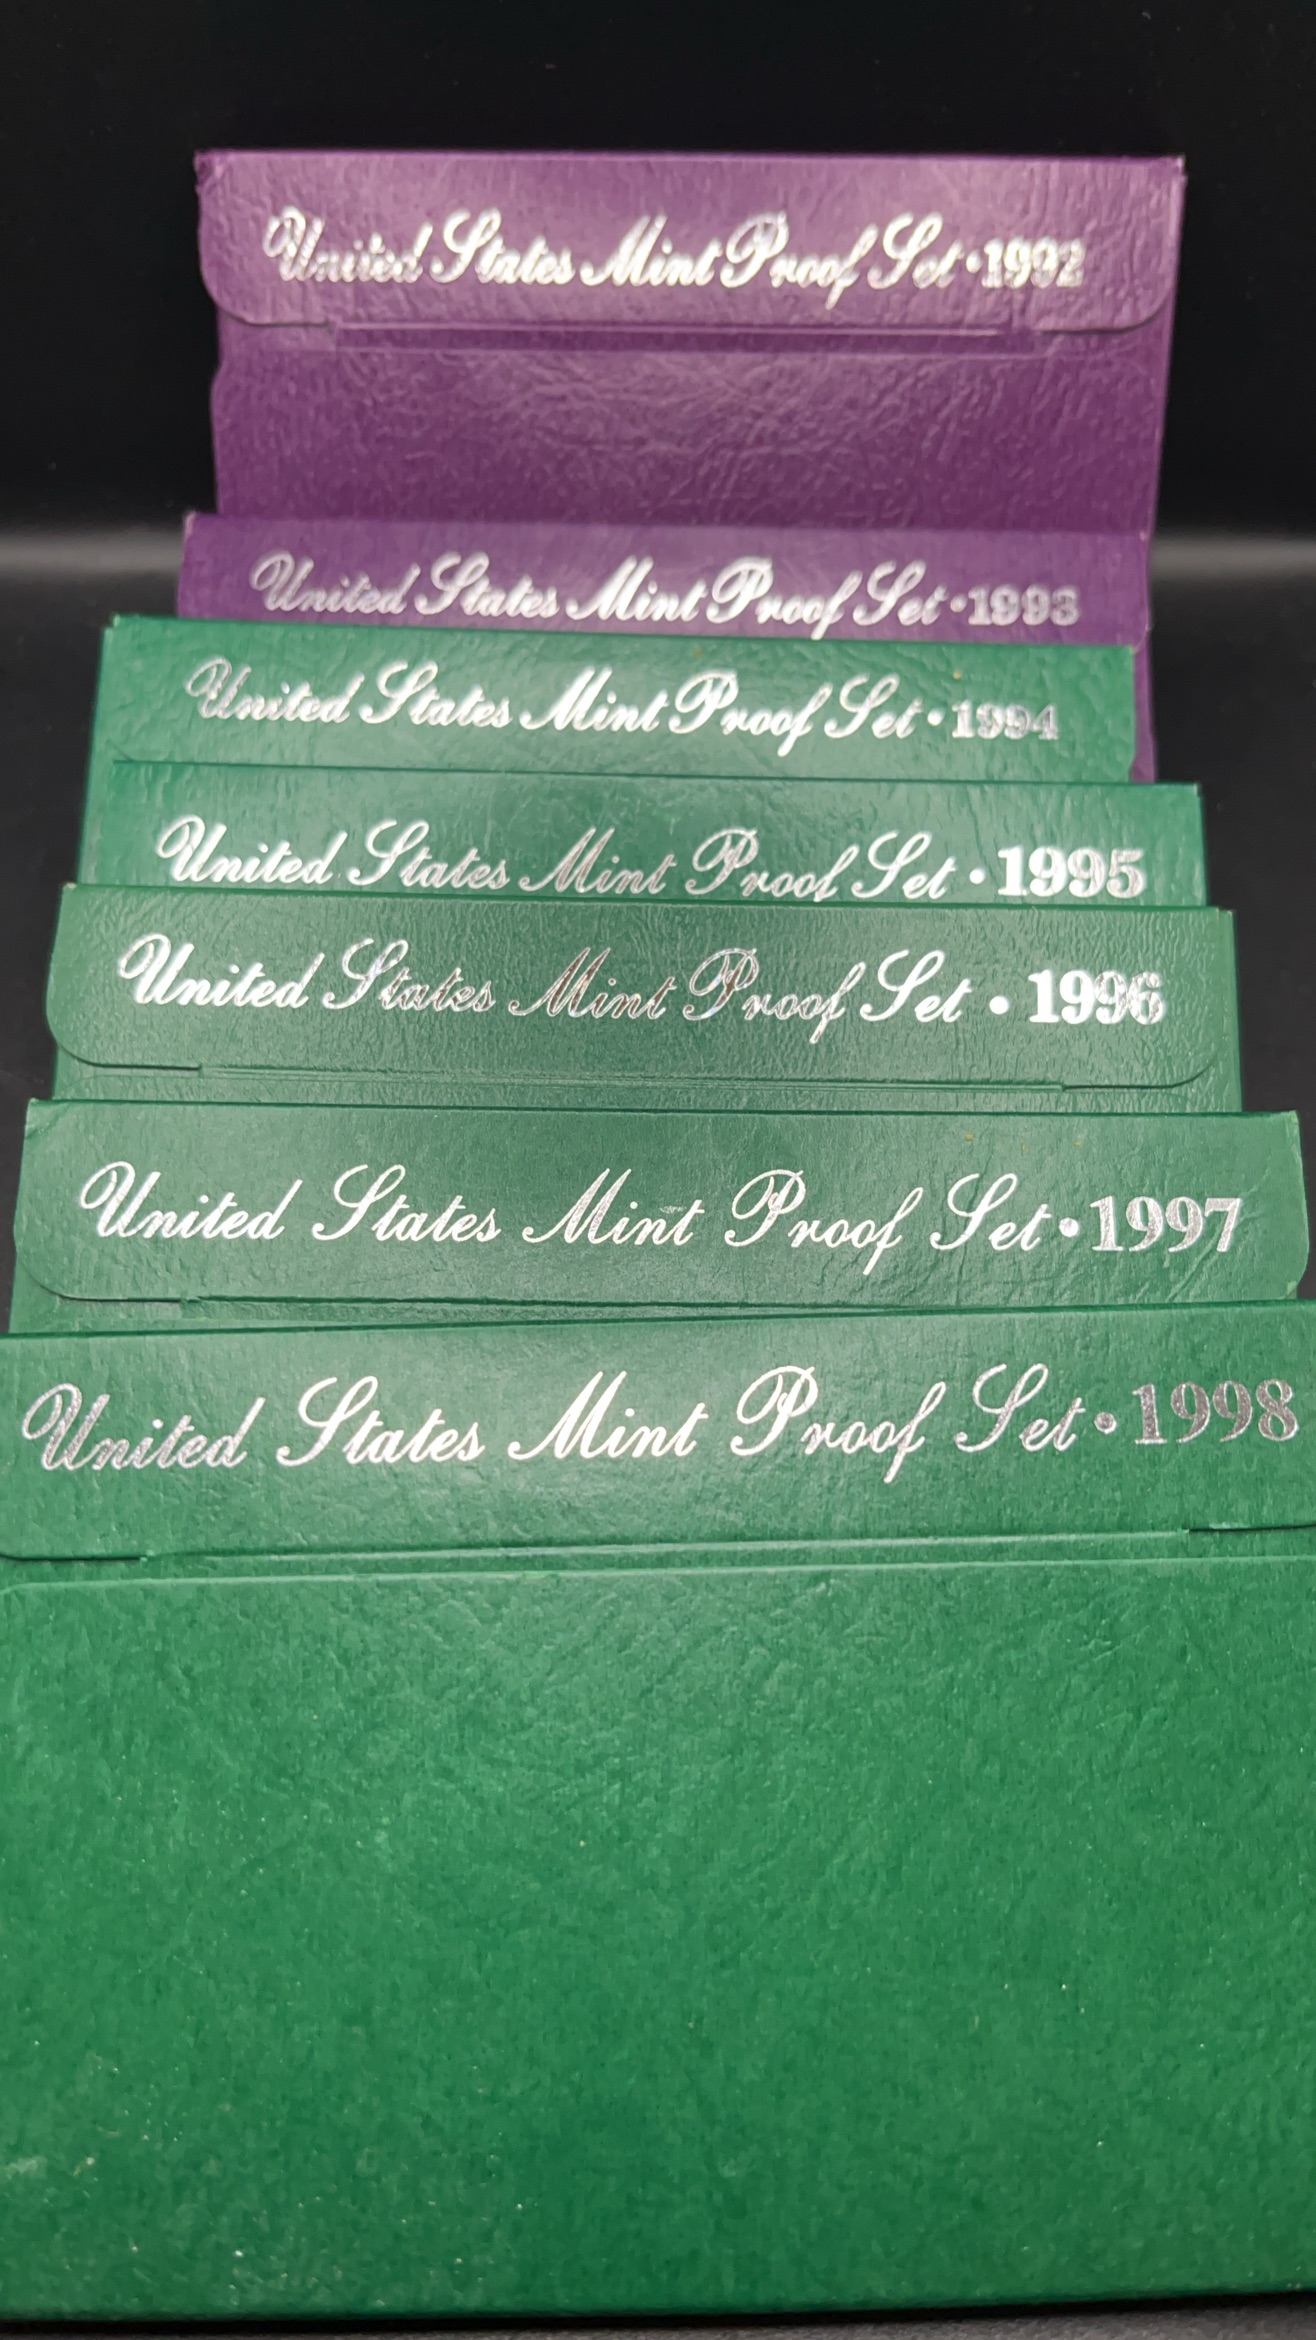 United States Mint Proof Set • 1992
United States Mint Proof Set • 1993
United States Mint Proof Set • 1994
United States Mint Proof Set • 1995
United States Mint Proof Set • 1996
United States Mint Proof Set • 1997
United States Mint Proof Set • 1998